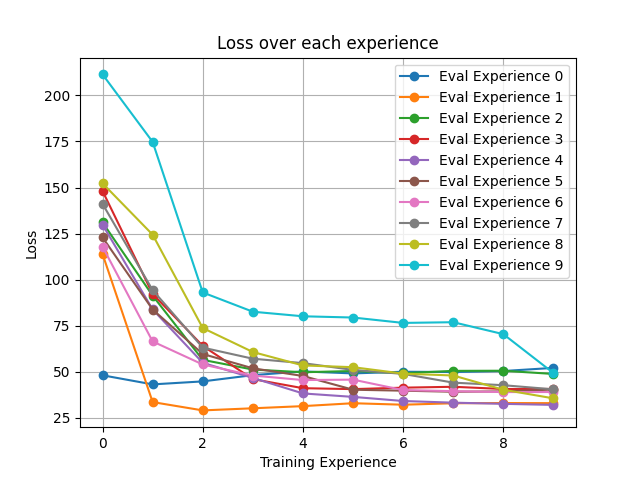 Loss over each experience
Eval Experience 0
Eval Experience 1
Eval Experience 2
Eval Experience 3
Eval Experience 4
Eval Experience 5
Eval Experience 6
Eval Experience 7
Eval Experience 8
Eval Experience 9
Loss
200
175
150
125
100
75
50
25
0 2 4 6 8
Training Experience